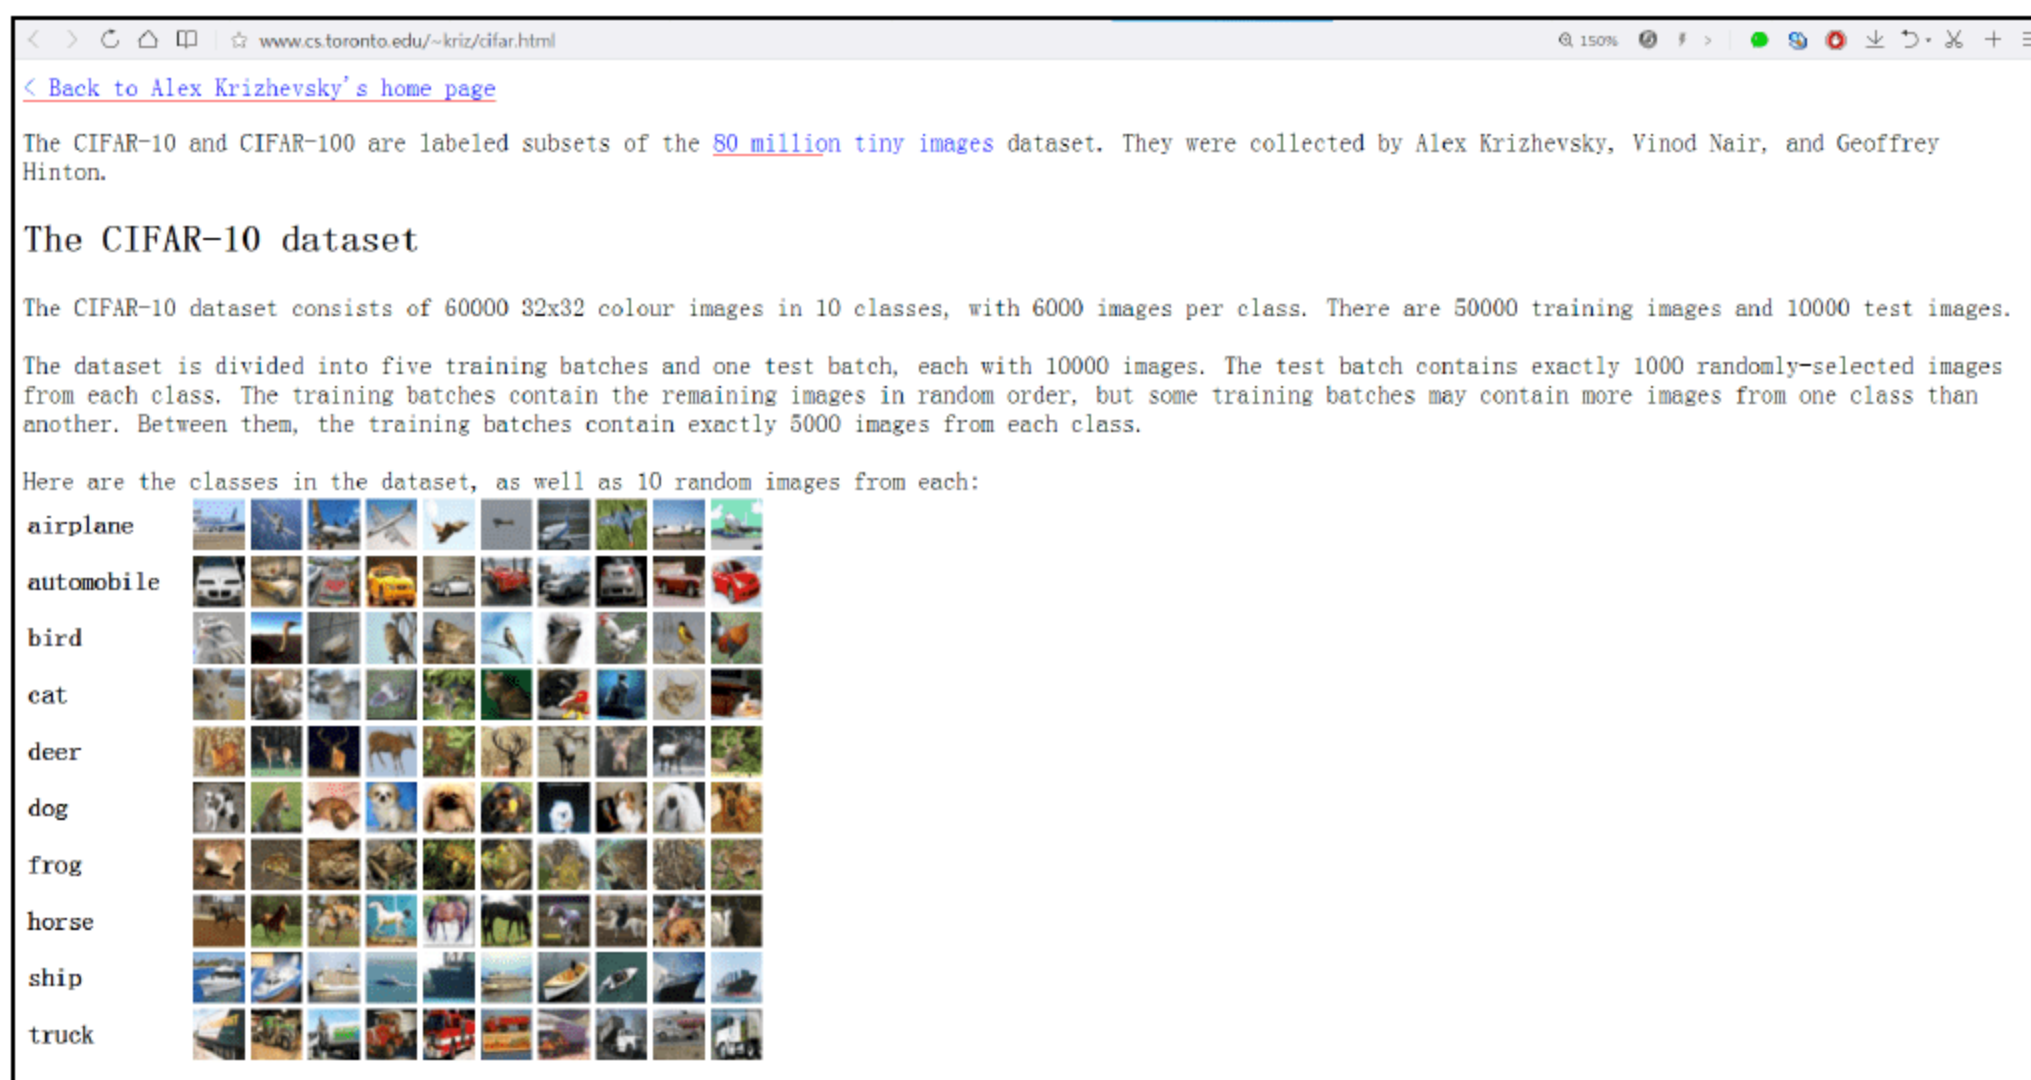 www.cs.toronto.edu/~kriz/cifar.html
150%
< Back to Alex Krizhevsky's home page
The CIFAR-10 and CIFAR-100 are labeled subsets of the 80 million tiny images dataset. They were collected by Alex Krizhevsky, Vinod Nair, and Geoffrey
Hinton.
The CIFAR-10 dataset
The CIFAR-10 dataset consists of 60000 32x32 colour images in 10 classes, with 6000 images per class. There are 50000 training images and 10000 test images.
The dataset is divided into five training batches and one test batch, each with 10000 images. The test batch contains exactly 1000 randomly-selected images
from each class. The training batches contain the remaining images in random order, but some training batches may contain more images from one class than
another. Between them, the training batches contain exactly 5000 images from each class.
Here are the classes in the dataset, as well as 10 random images from each:
airplane
automobile
bird
cat
deer
dog
frog
horse
ship
truck